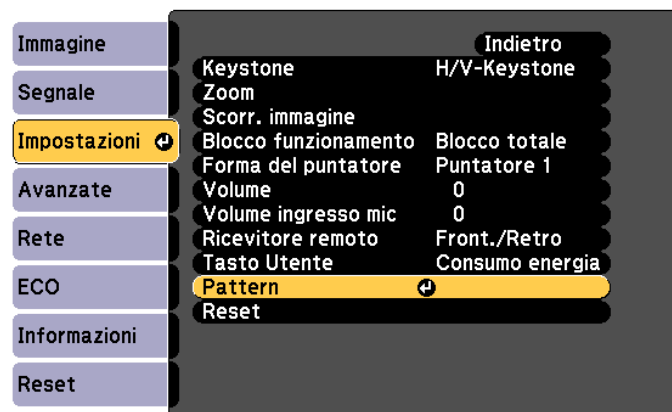 Immagine
Segnale
Impostazioni
Avanzate
Rete
ECO
Informazioni
Reset
Indietro
Keystone H/V-Keystone
Zoom
Scorr. immagine
Blocco funzionamento Blocco totale
Forma del puntatore Puntatore 1
Volume 0
Volume ingresso mic 0
Ricevitore remoto Front./Retro
Tasto Utente Consumo energia
Pattern
Reset